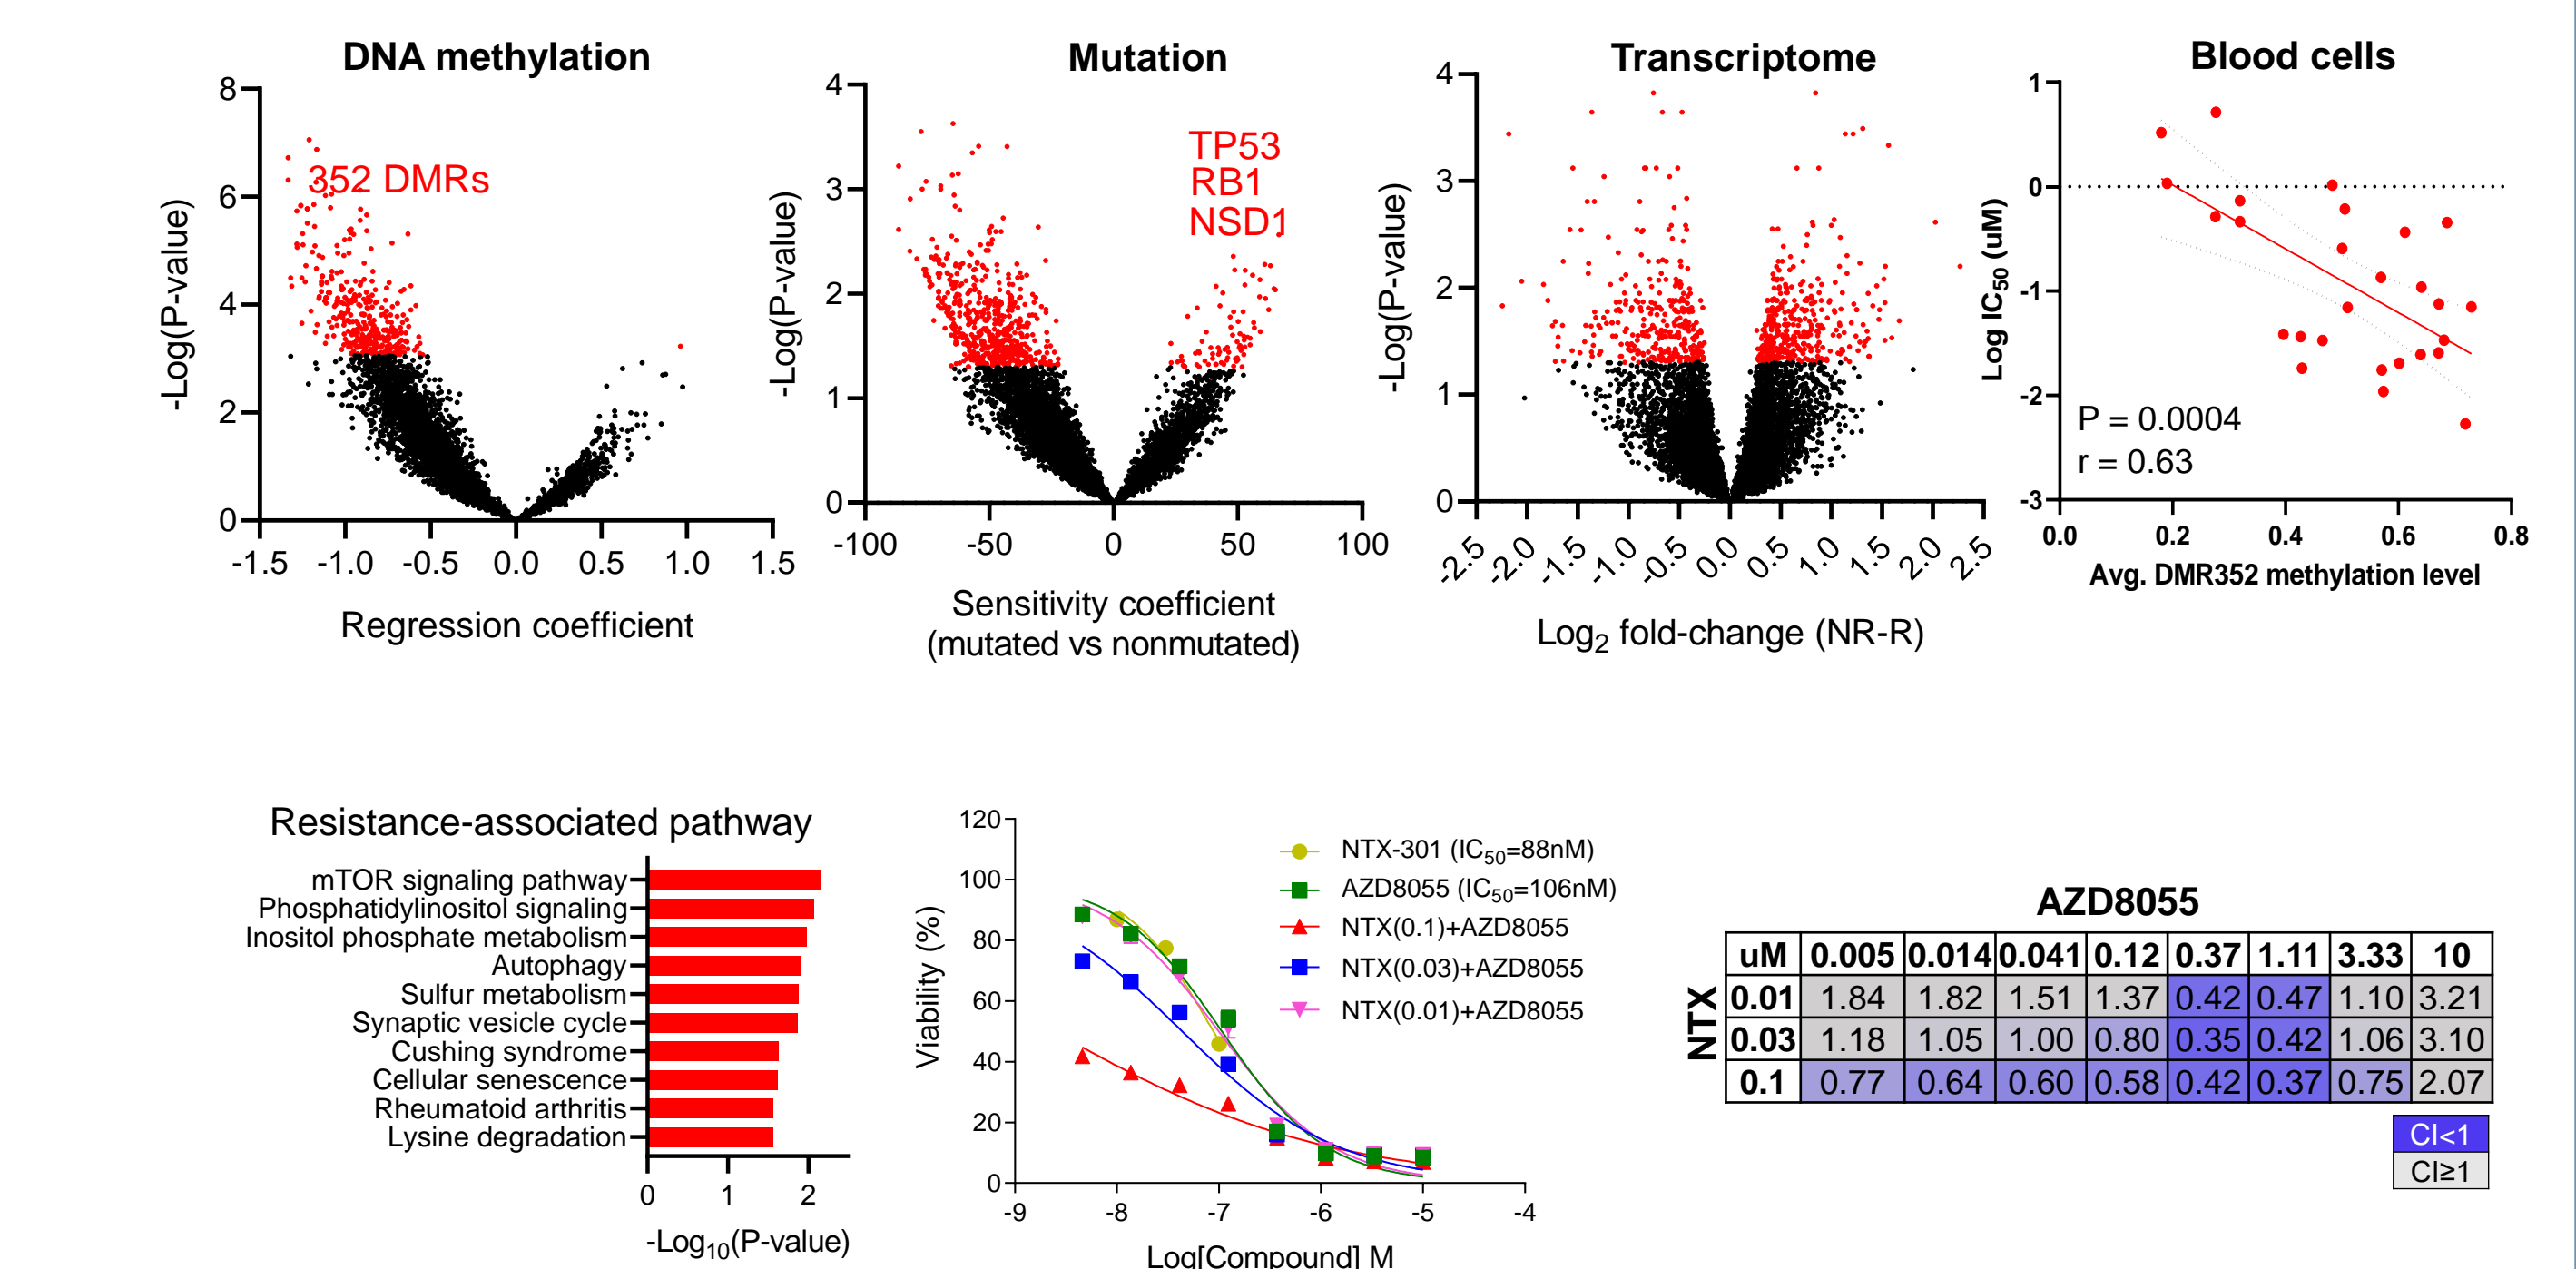 DNA methylation
8
6
4
2
0
-Log(P-value)
352 DMRs
-1.5 -1.0 -0.5 0.0 0.5 1.0 1.5
Regression coefficient
Mutation
4
3
2
1
0
-Log(P-value)
TP53
RB1
NSD1
-100 -50 0 50 100
Sensitivity coefficient
(mutated vs nonmutated)
Transcriptome
4
3
2
1
0
-Log(P-value)
-2.5 -2.0 -1.5 -1.0 -0.5 0.0 0.5 1.0 1.5 2.0 2.5
Log2 fold-change (NR-R)
Blood cells
1
0
-1
-2
-3
Log IC50 (uM)
P = 0.0004
r = 0.63
0.0 0.2 0.4 0.6 0.8
Avg. DMR352 methylation level
Resistance-associated pathway
mTOR signaling pathway
Phosphatidylinositol signaling
Inositol phosphate metabolism
Autophagy
Sulfur metabolism
Synaptic vesicle cycle
Cushing syndrome
Cellular senescence
Rheumatoid arthritis
Lysine degradation
0 1 2
-Log10(P-value)
120
100
80
60
40
20
0
Viability (%)
NTX-301 (IC50=88nM)
AZD8055 (IC50=106nM)
NTX(0.1)+AZD8055
NTX(0.03)+AZD8055
NTX(0.01)+AZD8055
-9 -8 -7 -6 -5 -4
Log[Compound] M
AZD8055
NTX
uM 0.005 0.014 0.041 0.12 0.37 1.11 3.33 10
0.01 1.84 1.82 1.51 1.37 0.42 0.47 1.10 3.21
0.03 1.18 1.05 1.00 0.80 0.35 0.42 1.06 3.10
0.1 0.77 0.64 0.60 0.58 0.42 0.37 0.75 2.07
CI<1
CI≥1